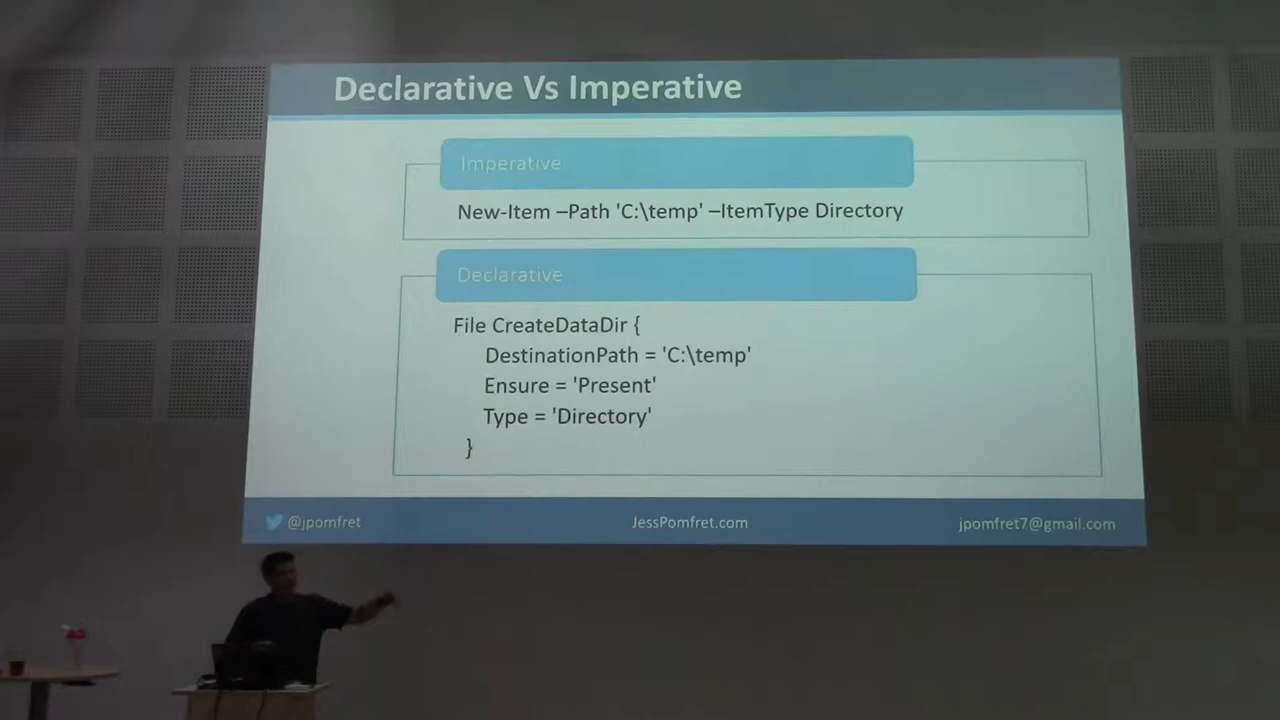 Declarative Vs Imperative
Imperative
New-Item –Path 'C:\temp' –ItemType Directory
Declarative
File CreateDataDir {
DestinationPath = 'C:\temp'
Ensure = 'Present'
Type = 'Directory'
}
@jpomfret
JessPomfret.com
jpomfret7@gmail.com